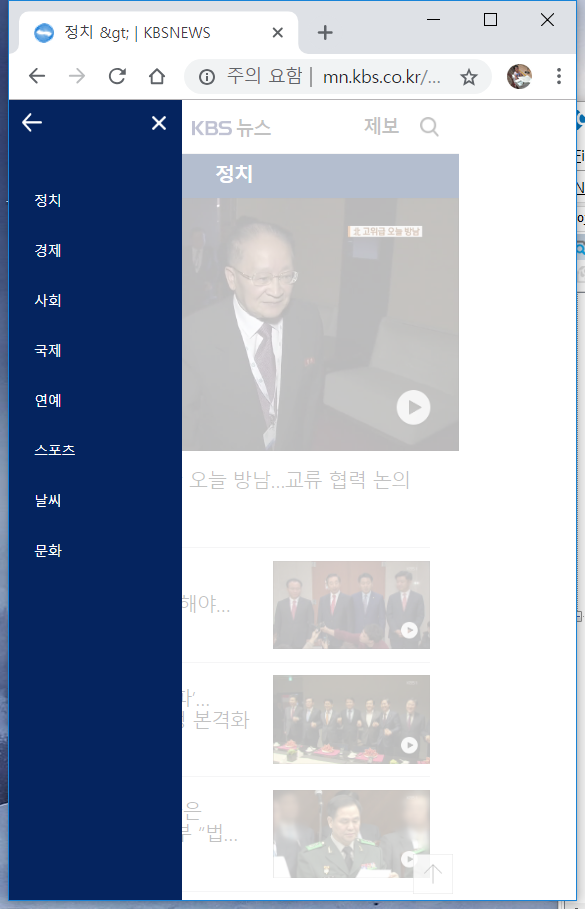 정치 &gt; | KBSNEWS
주의 요함 | mn.kbs.co.kr/...
KBS 뉴스
제보
정치
경제
사회
국제
연예
스포츠
날씨
문화
정치
北 고위급 오늘 방남
오늘 방남...교류 협력 논의
해야...
파'...
본격화
은
부 “법...